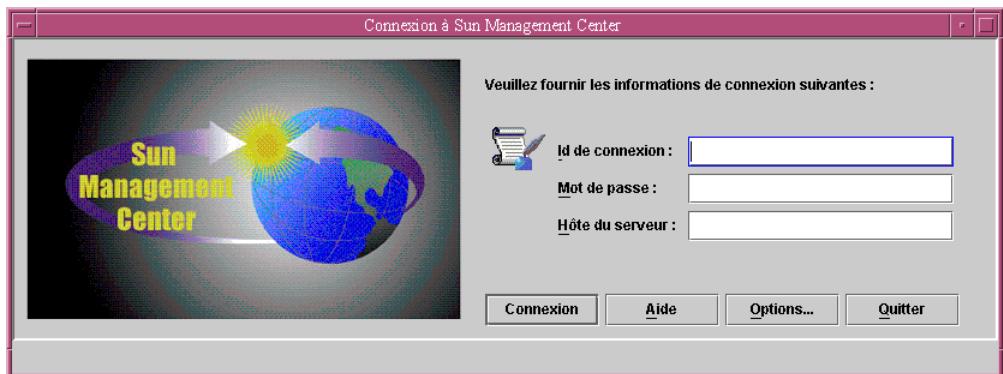 Connexion à Sun Management Center
Sun
Management
Center
Veuillez fournir les informations de connexion suivantes :
Id de connexion :
Mot de passe :
Hôte du serveur :
Connexion
Aide
Options...
Quitter